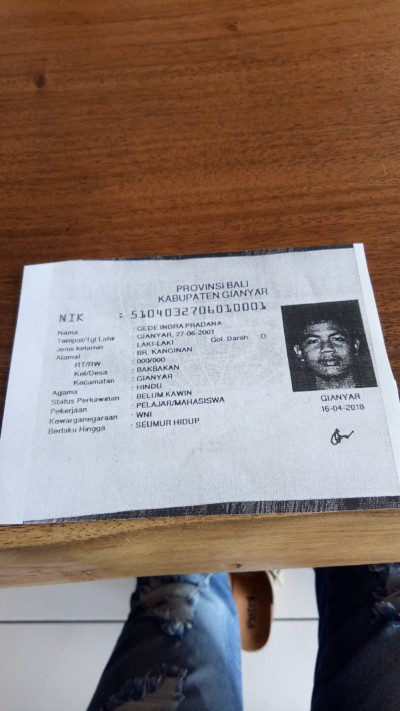 PROVINSI BALI
KABUPATEN GIANYAR
NIK : 5104032706010001
Nama : GEDE INDRA PRADANA
Tempat/Tgl Lahir : GIANYAR, 27-06-2001
Jenis kelamin : LAKI-LAKI Gol. Darah : O
Alamat : BR. KANGINAN
RT/RW : 000/000
Kel/Desa : BAKBAKAN
Kecamatan : GIANYAR
Agama : HINDU
Status Perkawinan : BELUM KAWIN
Pekerjaan : PELAJAR/MAHASISWA
Kewarganegaraan : WNI
Berlaku Hingga : SEUMUR HIDUP
GIANYAR
16-04-2018